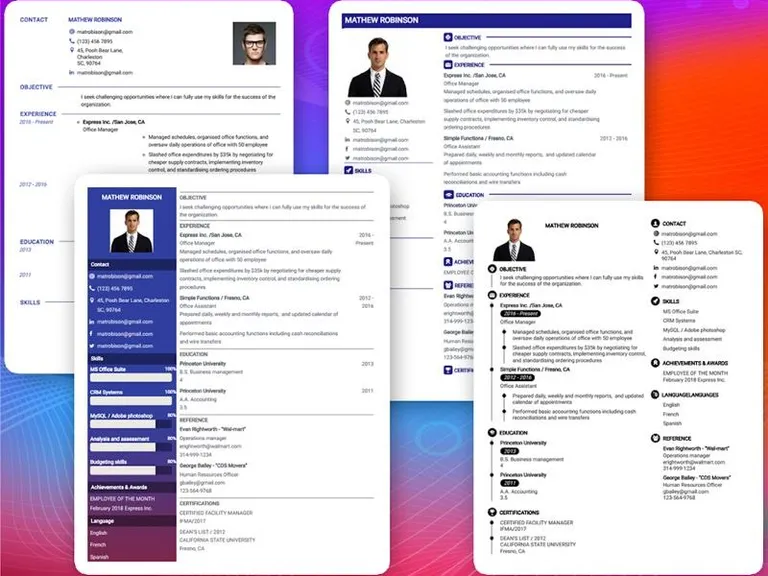 CONTACT
MATHEW ROBINSON
matrobison@gmail.com
(123) 456 7895
45, Pooh Bear Lane,
Charleston
SC, 90764
matrobison@gmail.com
OBJECTIVE
I seek challenging opportunities where I can fully use my skills for the success of the
organization.
EXPERIENCE
2016 - Present
Express Inc. /San Jose, CA
Office Manager
Managed schedules, organised office functions, and
oversaw daily operations of office with 50 employee
Slashed office expenditures by $35k by negotiating for
cheaper supply contracts, implementing inventory
control, and standardising ordering procedures
2012 - 2016
EDUCATION
2013
2011
SKILLS
MATHEW ROBINSON
matrobison@gmail.com
(123) 456 7895
45, Pooh Bear Lane, Charleston
SC, 90764
matrobison@gmail.com
matrobison@gmail.com
matrobison@gmail.com
SKILLS
OBJECTIVE
I seek challenging opportunities where I can fully use my skills for the success
of the organization.
EXPERIENCE
Express Inc. /San Jose, CA 2016 - Present
Office Manager
Managed schedules, organised office functions, and oversaw daily
operations of office with 50 employee
Slashed office expenditures by $35k by negotiating for cheaper supply
contracts, implementing inventory control, and standardising
ordering procedures
Simple Functions / Fresno, CA 2012 - 2016
Office Assistant
Prepared daily, weekly and monthly reports, and updated calendar of
appointments
Performed basic accounting functions including cash reconciliations
and wire transfers
EDUCATION
B.S. Business
4
A.A. Accounting
3.5
EMPLOYEE O
Evan Rightw
Operations m
314-999-1234
George Bailey
Human Resou
123-564-9768
MATHEW ROBINSON
Contact
matrobison@gmail.com
(123) 456 7895
45, Pooh Bear Lane, Charleston
SC, 90764
matrobison@gmail.com
matrobison@gmail.com
matrobison@gmail.com
Skills
MS Office Suite 100%
CRM Systems 100%
MySQL / Adobe photoshop 80%
Analysis and assessment 80%
Budgeting skills 80%
Achievements & Awards
EMPLOYEE OF THE MONTH
February 2018 Express Inc.
Language
English
French
Spanish
OBJECTIVE
I seek challenging opportunities where I can fully use my skills for the success of
the organization.
EXPERIENCE
Express Inc. /San Jose, CA 2016 -
Office Manager Present
Managed schedules, organised office functions, and oversaw daily
operations of office with 50 employee
Slashed office expenditures by $35k by negotiating for cheaper supply
contracts, implementing inventory control, and standardising ordering
procedures
Simple Functions / Fresno, CA 2012 -
Office Assistant 2016
Prepared daily, weekly and monthly reports, and updated calendar of
appointments
Performed basic accounting functions including cash reconciliations
and wire transfers
EDUCATION
Princeton University 2013
B.S. Business management
4
Princeton University 2011
A.A. Accounting
3.5
REFERENCE
Evan Rightworth - "Wal-mart"
Operations manager
erightworth@walmart.com
314-999-1234
George Bailey - "CDS Movers"
Human Resources Officer
gbailey@gmail.com
123-564-9768
CERTIFICATIONS
CERTIFIED FACILITY MANAGER
IFMA/2017
DEAN'S LIST / 2012
CALIFORNIA STATE UNIVERSITY
Fresno, CA
MATHEW ROBINSON
OBJECTIVE
I seek challenging opportunities where I can fully use my skills
for the success of the organization.
EXPERIENCE
Express Inc. /San Jose, CA
2016 - Present
Office Manager
Managed schedules, organised office functions, and
oversaw daily operations of office with 50 employee
Slashed office expenditures by $35k by negotiating for
cheaper supply contracts, implementing inventory
control, and standardising ordering procedures
Simple Functions / Fresno, CA
2012 - 2016
Office Assistant
Prepared daily, weekly and monthly reports, and updated
calendar of appointments
Performed basic accounting functions including cash
reconciliations and wire transfers
EDUCATION
Princeton University
2013
B.S. Business management
4
Princeton University
2011
A.A. Accounting
3.5
CERTIFICATIONS
CERTIFIED FACILITY MANAGER
IFMA/2017
DEAN'S LIST / 2012
CALIFORNIA STATE UNIVERSITY
Fresno, CA
CONTACT
matrobison@gmail.com
(123) 456 7895
45, Pooh Bear Lane, Charleston SC,
90764
matrobison@gmail.com
matrobison@gmail.com
matrobison@gmail.com
SKILLS
MS Office Suite
CRM Systems
MySQL / Adobe photoshop
Analysis and assessment
Budgeting skills
ACHIEVEMENTS & AWARDS
EMPLOYEE OF THE MONTH
February 2018 Express Inc.
LANGUAGELANGUAGES
English
French
Spanish
REFERENCE
Evan Rightworth - "Wal-mart"
Operations manager
erightworth@walmart.com
314-999-1234
George Bailey - "CDS Movers"
Human Resources Officer
gbailey@gmail.com
123-564-9768